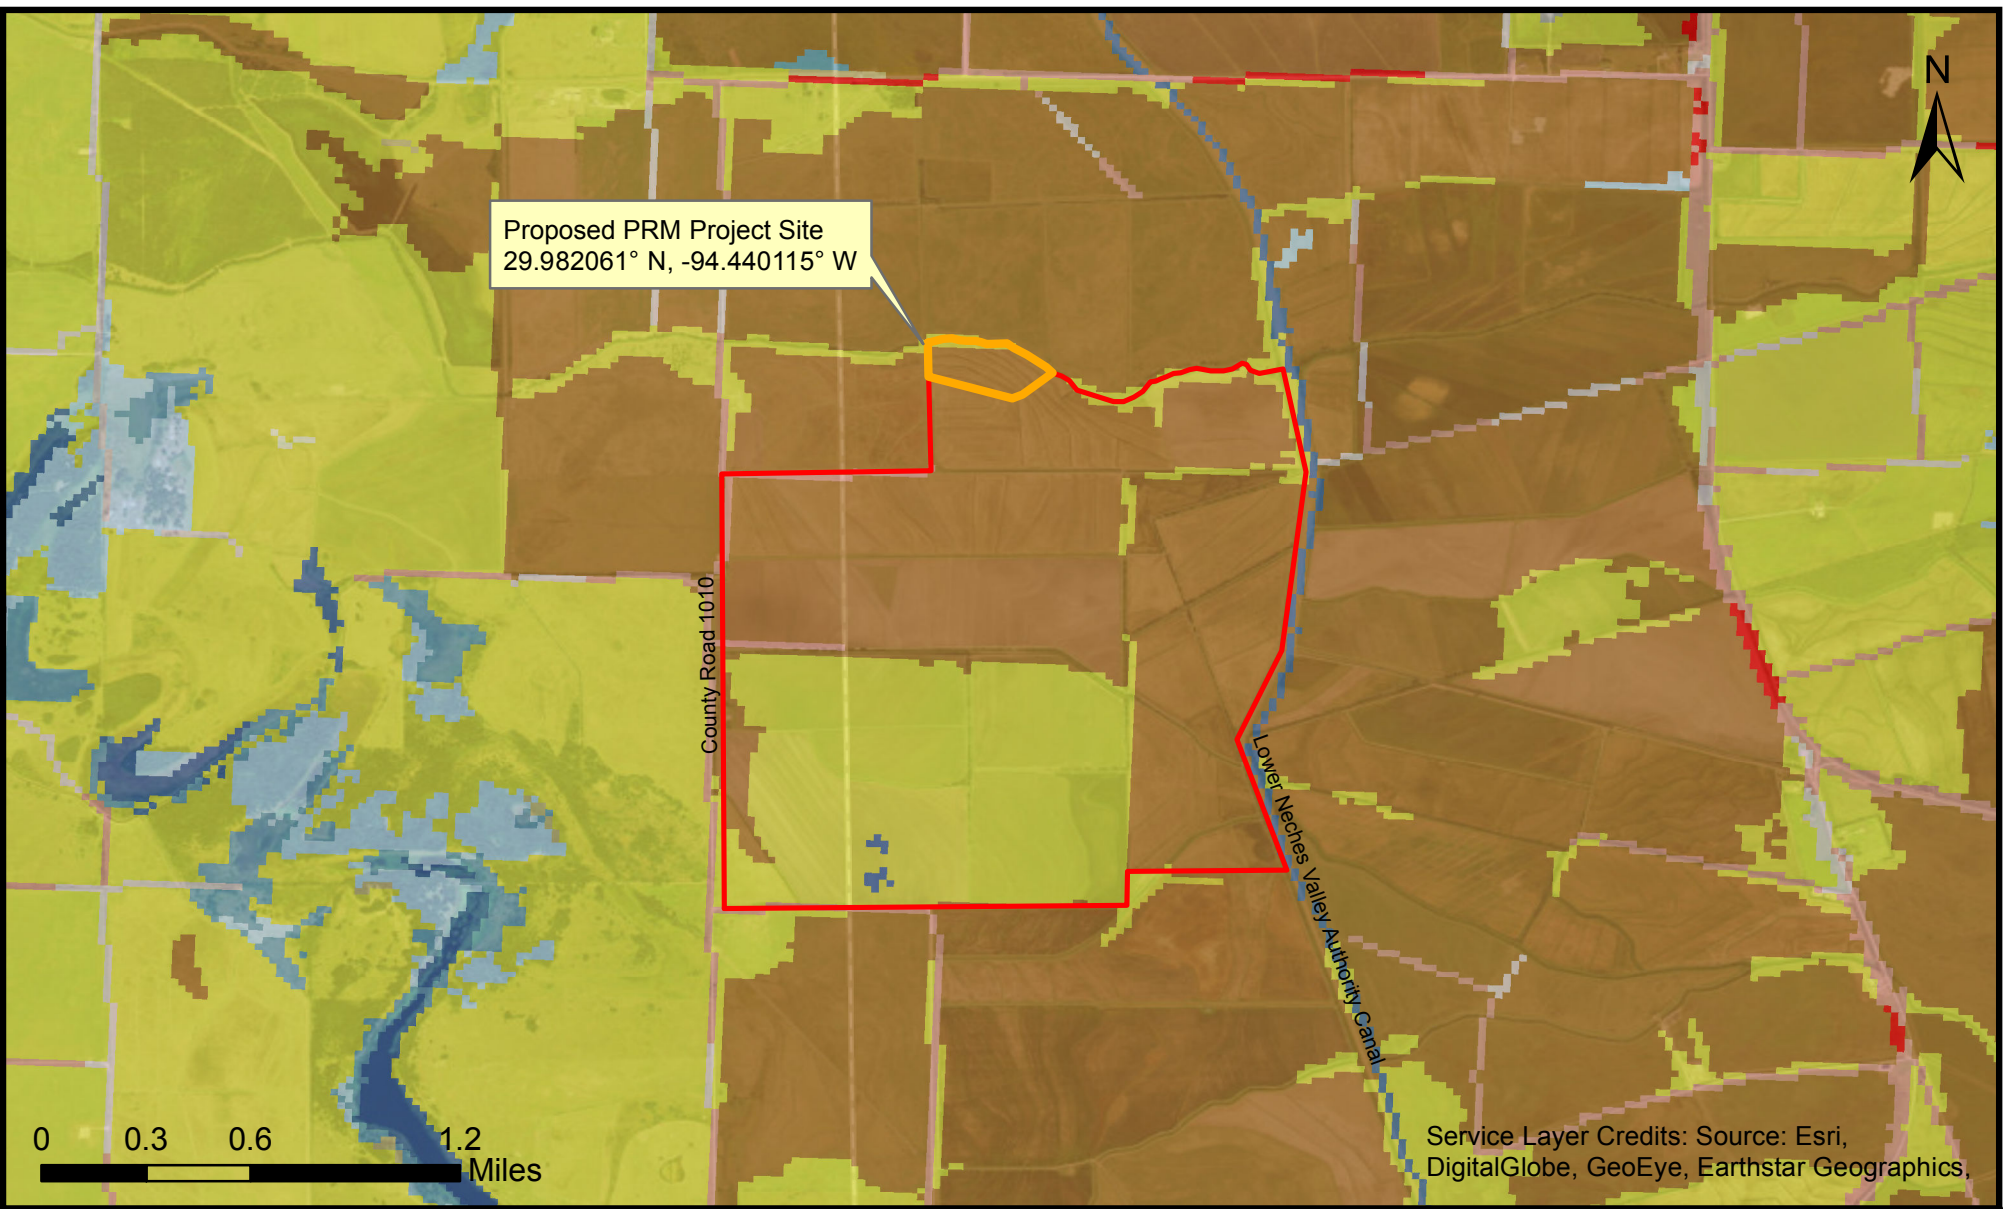 N
Proposed PRM Project Site
29.982061° N, -94.440115° W
County Road 1010
Lower Neches Valley Authority Canal
0 0.3 0.6 1.2
Miles
Service Layer Credits: Source: Esri,
DigitalGlobe, GeoEye, Earthstar Geographics,